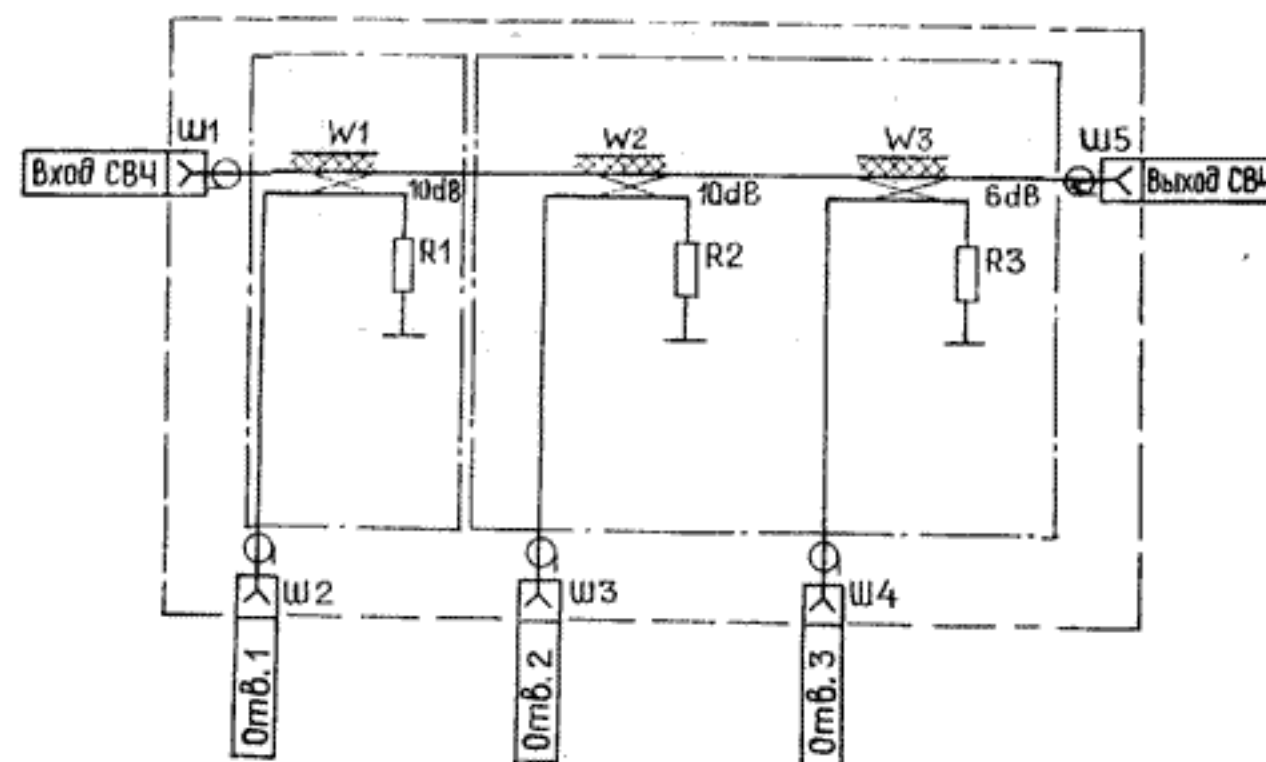 Ш1
W1
W2
W3
Ш5
Вход СВЧ
10dB
10dB
6dB
Выход СВЧ
R1
R2
R3
Ш2
Ш3
Ш4
Отв. 1
Отв. 2
Отв. 3